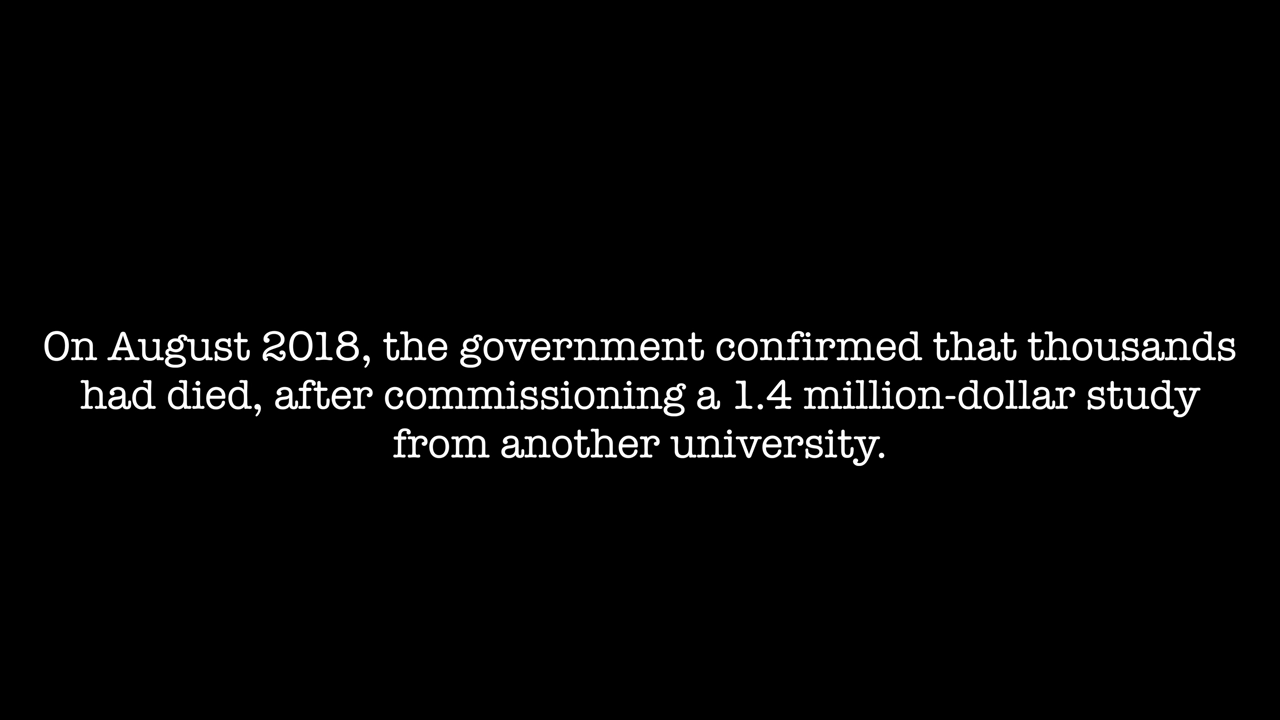 On August 2018, the government confirmed that thousands
had died, after commissioning a 1.4 million-dollar study
from another university.